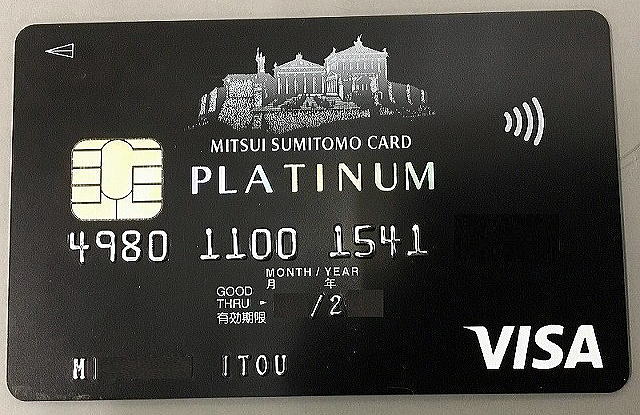 MITSUI SUMITOMO CARD
PLATINUM
4980 1100 1541
MONTH / YEAR
月 年
GOOD
THRU /2
有効期限
VISA
M ITOU